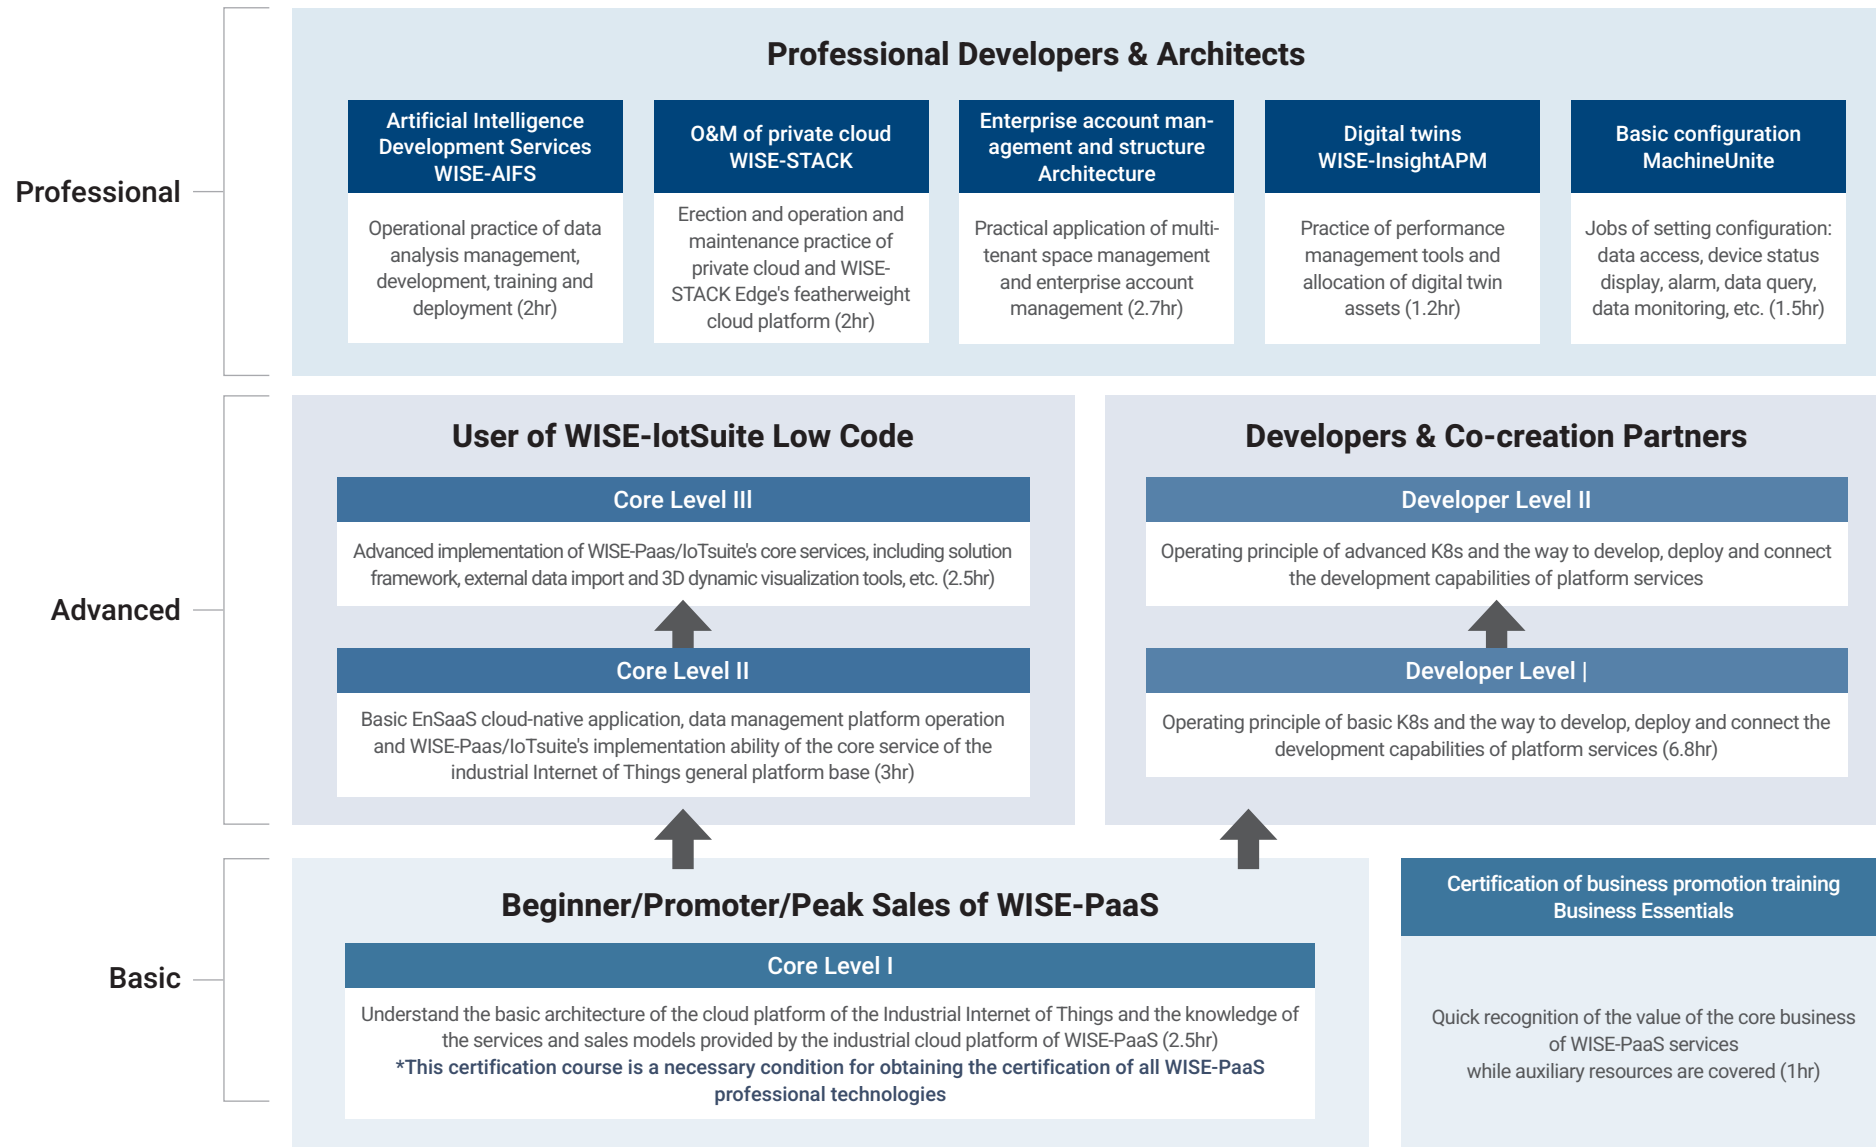 Professional
Professional Developers & Architects
Artificial Intelligence
Development Services
WISE-AIFS
Operational practice of data
analysis management,
development, training and
deployment (2hr)
O&M of private cloud
WISE-STACK
Erection and operation and
maintenance practice of
private cloud and WISE-
STACK Edge's featherweight
cloud platform (2hr)
Enterprise account man-
agement and structure
Architecture
Practical application of multi-
tenant space management
and enterprise account
management (2.7hr)
Digital twins
WISE-InsightAPM
Practice of performance
management tools and
allocation of digital twin
assets (1.2hr)
Basic configuration
MachineUnite
Jobs of setting configuration:
data access, device status
display, alarm, data query,
data monitoring, etc. (1.5hr)
Advanced
User of WISE-lotSuite Low Code
Core Level III
Advanced implementation of WISE-Paas/IoTsuite's core services, including solution
framework, external data import and 3D dynamic visualization tools, etc. (2.5hr)
Core Level II
Basic EnSaaS cloud-native application, data management platform operation
and WISE-Paas/IoTsuite's implementation ability of the core service of the
industrial Internet of Things general platform base (3hr)
Developers & Co-creation Partners
Developer Level II
Operating principle of advanced K8s and the way to develop, deploy and connect
the development capabilities of platform services
Developer Level |
Operating principle of basic K8s and the way to develop, deploy and connect the
development capabilities of platform services (6.8hr)
Basic
Beginner/Promoter/Peak Sales of WISE-PaaS
Core Level I
Understand the basic architecture of the cloud platform of the Industrial Internet of Things and the knowledge of
the services and sales models provided by the industrial cloud platform of WISE-PaaS (2.5hr)
*This certification course is a necessary condition for obtaining the certification of all WISE-PaaS
professional technologies
Certification of business promotion training
Business Essentials
Quick recognition of the value of the core business
of WISE-PaaS services
while auxiliary resources are covered (1hr)